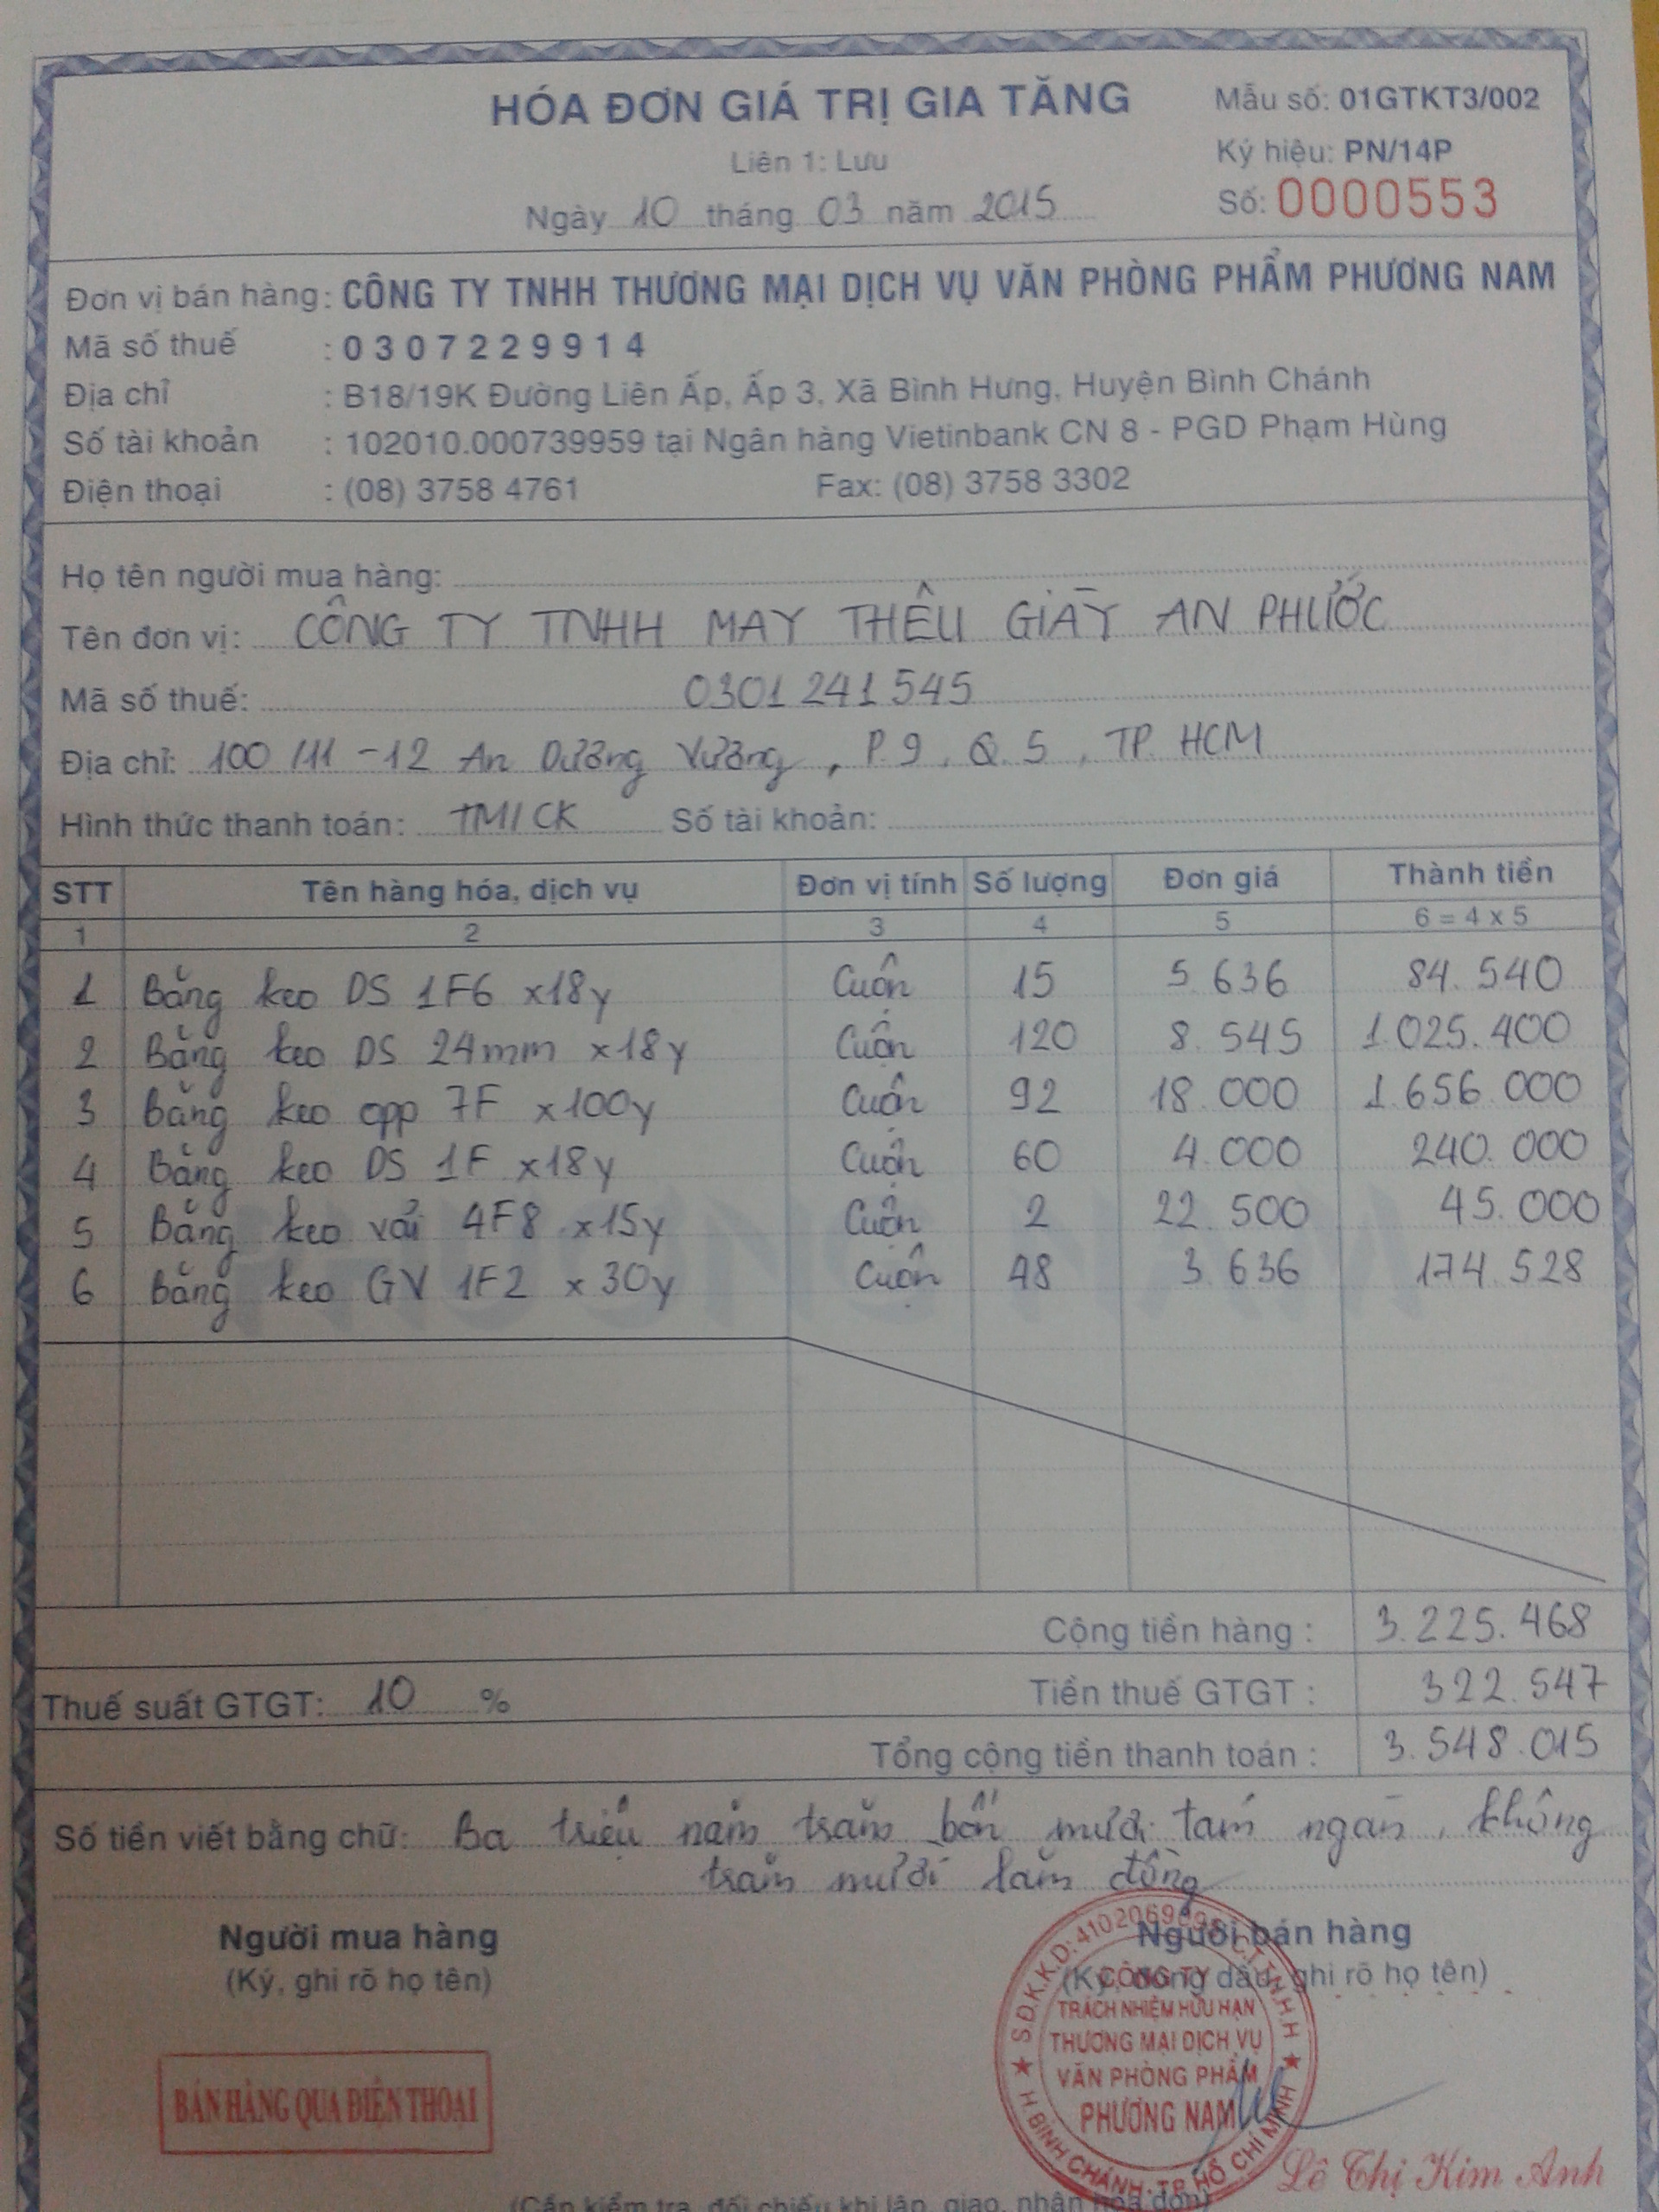 HÓA ĐƠN GIÁ TRỊ GIA TĂNG
Mẫu số: 01GTKT3/002
Liên 1: Lưu
Ký hiệu: PN/14P
Ngày 10 tháng 03 năm 2015
Số: 0000553
Đơn vị bán hàng: CÔNG TY TNHH THƯƠNG MẠI DỊCH VỤ VĂN PHÒNG PHẨM PHƯƠNG NAM
Mã số thuế : 0307229914
Địa chỉ : B18/19K Đường Liên Ấp, Ấp 3, Xã Bình Hưng, Huyện Bình Chánh
Số tài khoản : 102010.000739959 tại Ngân hàng Vietinbank CN 8 - PGD Phạm Hùng
Điện thoại : (08) 3758 4761 Fax: (08) 3758 3302
Họ tên người mua hàng:
Tên đơn vị: CÔNG TY TNHH MAY THÊU GIÀY AN PHƯỚC
Mã số thuế: 0301241545
Địa chỉ: 100/11-12 An Dương Vương, P.9, Q.5, TP. HCM
Hình thức thanh toán: TM/CK Số tài khoản:
STT Tên hàng hóa, dịch vụ Đơn vị tính Số lượng Đơn giá Thành tiền
1 2 3 4 5 6 = 4 x 5
1 Băng keo DS 1F6 x18y Cuộn 15 5.636 84.540
2 Băng keo DS 24mm x18y Cuộn 120 8.545 1.025.400
3 Băng keo opp 7F x100y Cuộn 92 18.000 1.656.000
4 Băng keo DS 1F x18y Cuộn 60 4.000 240.000
5 Băng keo vải 4F8 x15y Cuộn 2 22.500 45.000
6 Băng keo GV 1F2 x 30y Cuộn 48 3.636 174.528
Cộng tiền hàng : 3.225.468
Thuế suất GTGT: 10 % Tiền thuế GTGT : 322.547
Tổng cộng tiền thanh toán : 3.548.015
Số tiền viết bằng chữ: Ba triệu năm trăm bốn mươi tám ngàn, không
trăm mười lăm đồng
Người mua hàng
(Ký, ghi rõ họ tên)
Người bán hàng
(Ký, đóng dấu, ghi rõ họ tên)
BÁN HÀNG QUA ĐIỆN THOẠI
CÔNG TY
TRÁCH NHIỆM HỮU HẠN
THƯƠNG MẠI DỊCH VỤ
VĂN PHÒNG PHẨM
PHƯƠNG NAM
H.BÌNH CHÁNH-TP.HỒ CHÍ MINH
Lê Thị Kim Anh
(Cần kiểm tra, đối chiếu khi lập, giao, nhận hóa đơn)